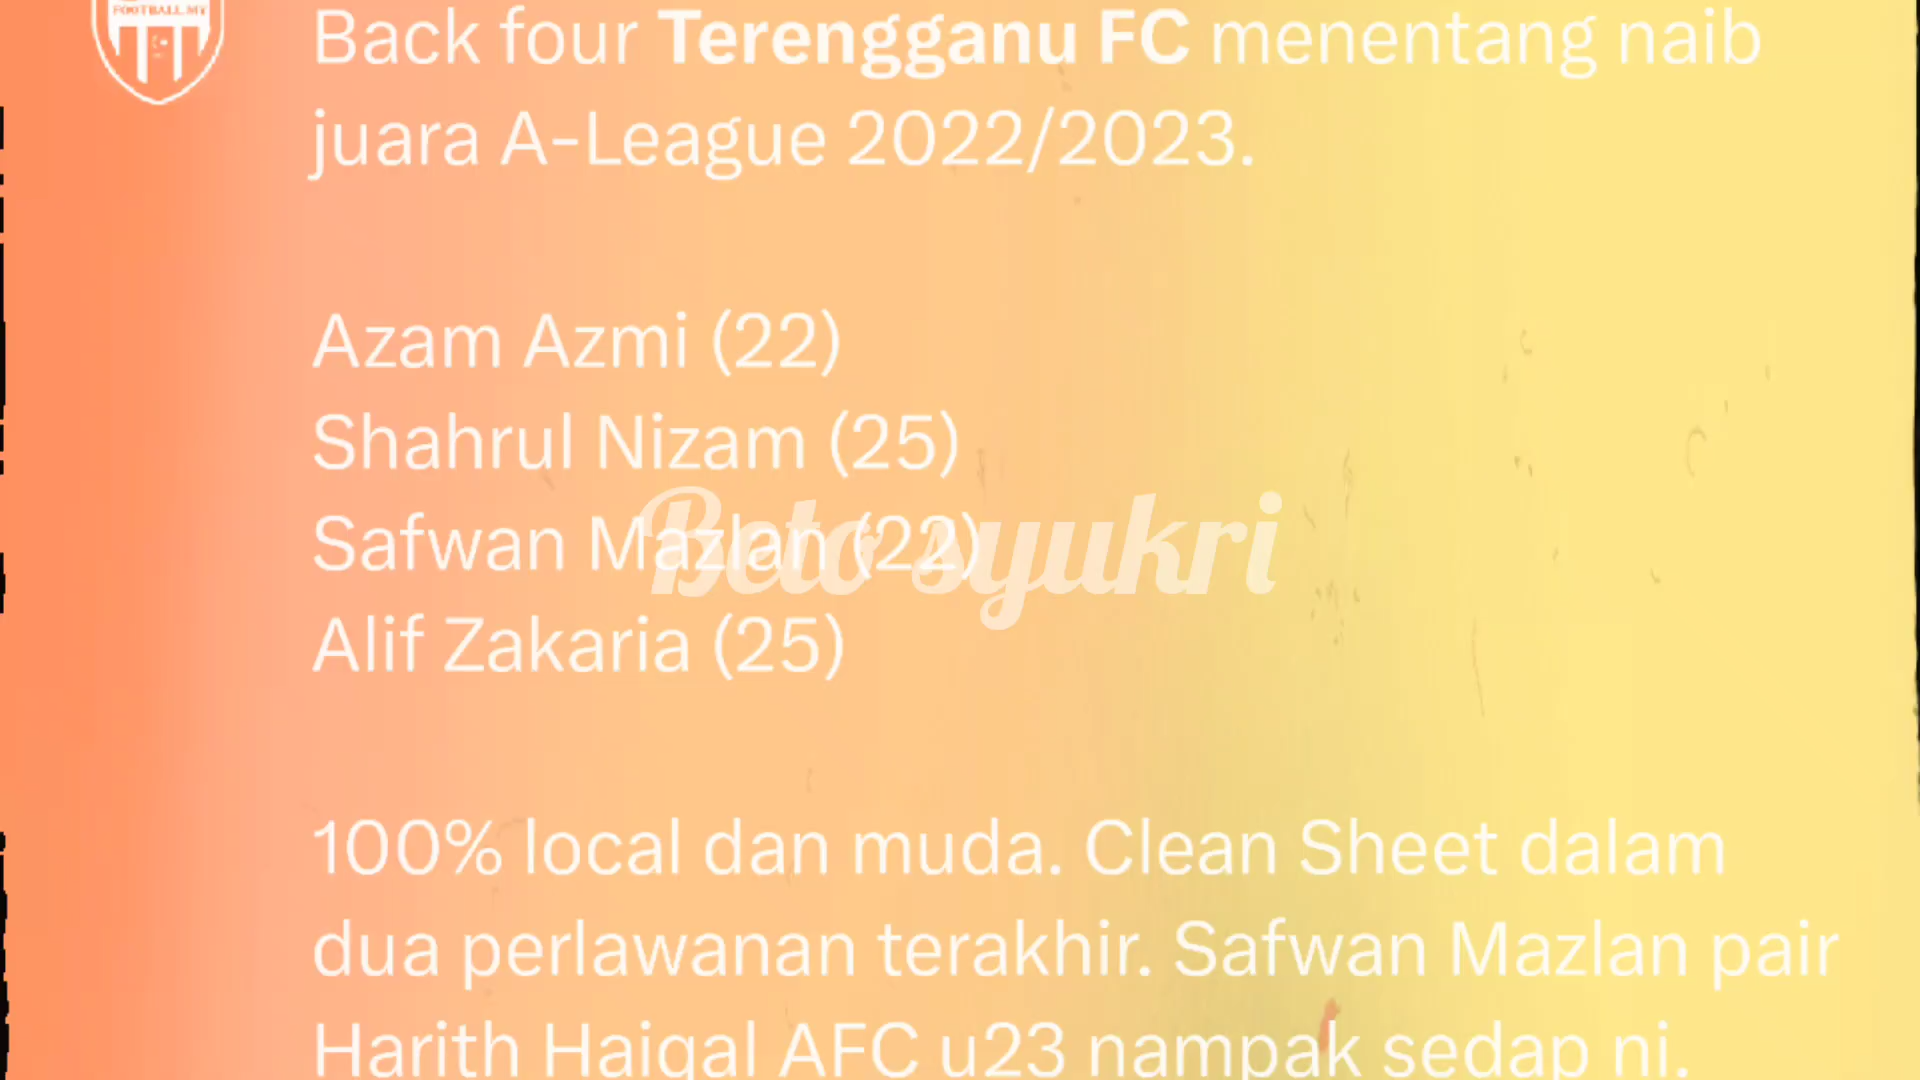 FOOTBALL.MY
Back four Terengganu FC menentang naib
juara A-League 2022/2023.
Azam Azmi (22)
Shahrul Nizam (25)
Safwan Mazlan (22)
Beto syukri
Alif Zakaria (25)
100% local dan muda. Clean Sheet dalam
dua perlawanan terakhir. Safwan Mazlan pair
Harith Haiqal AFC u23 nampak sedap ni.